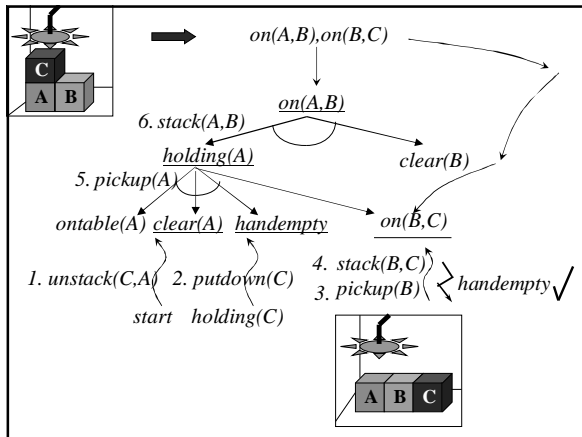 on(A,B),on(B,C)
C
A B
on(A,B)
6. stack(A,B)
holding(A)
clear(B)
5. pickup(A)
ontable(A) clear(A) handempty
on(B,C)
1. unstack(C,A) 2. putdown(C)
4. stack(B,C)
3. pickup(B)
handempty
start holding(C)
A B C